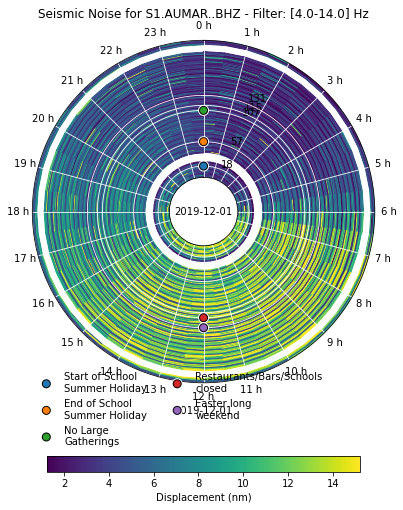 Seismic Noise for S1.AUMAR..BHZ - Filter: [4.0-14.0] Hz
0 h
23 h
1 h
22 h
2 h
21 h
3 h
20 h
4 h
19 h
5 h
18 h
6 h
17 h
7 h
16 h
8 h
15 h
9 h
14 h
10 h
13 h
11 h
12 h
131
57
18
2019-12-01
2019-12-01
Start of School
Summer Holiday
End of School
Summer Holiday
No Large
Gatherings
Restaurants/Bars/Schools
closed
Easter long
weekend
2
4
6
8
10
12
14
Displacement (nm)